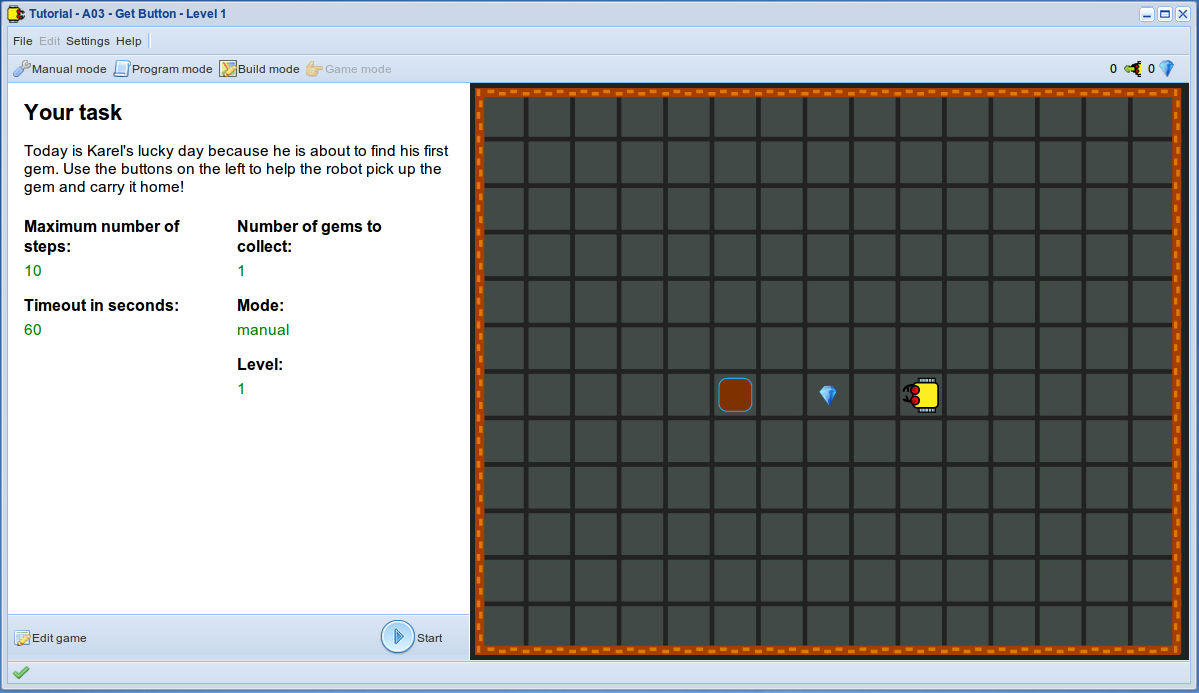 Tutorial - A03 - Get Button - Level 1
File Edit Settings Help
Manual mode Program mode Build mode Game mode 0 0
Your task
Today is Karel's lucky day because he is about to find his first
gem. Use the buttons on the left to help the robot pick up the
gem and carry it home!
Maximum number of
steps:
10
Number of gems to
collect:
1
Timeout in seconds:
60
Mode:
manual
Level:
1
Edit game Start